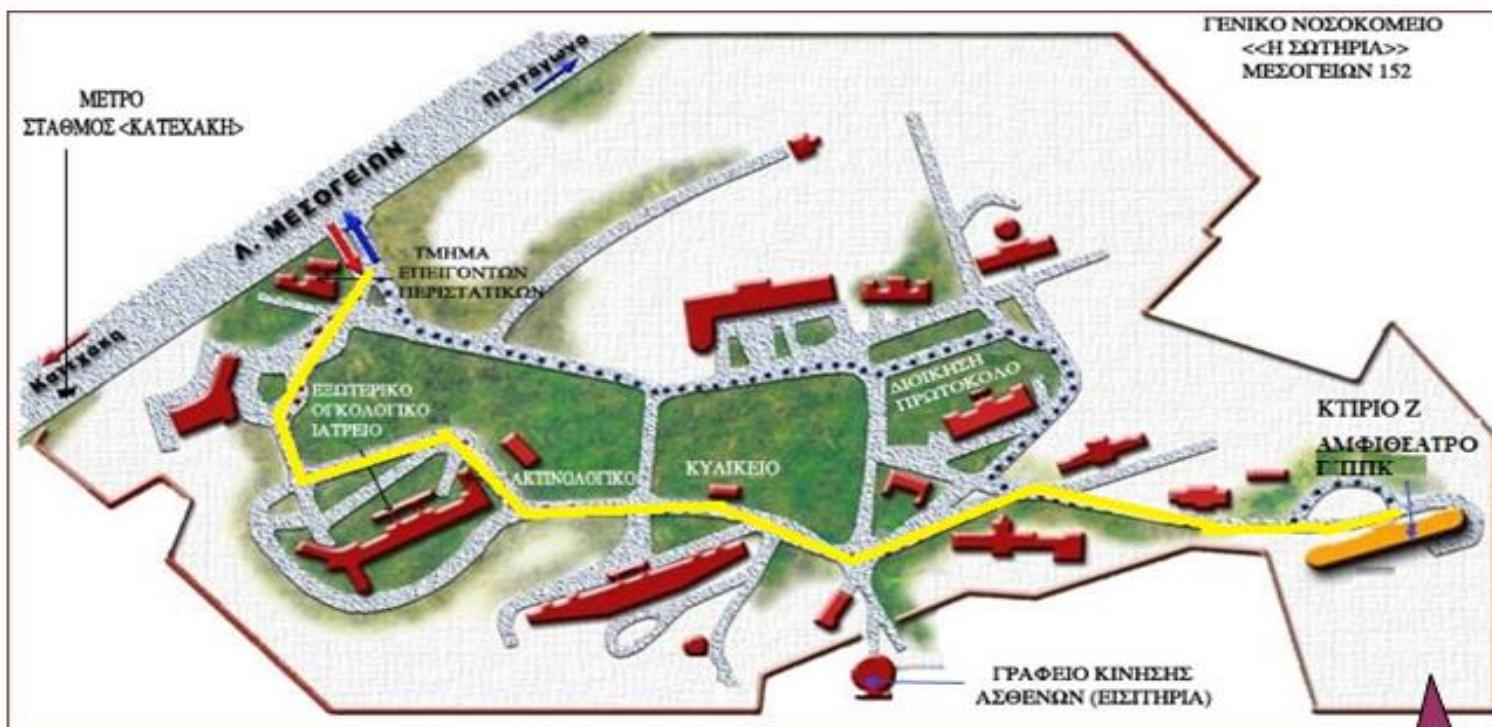 ΓΕΝΙΚΟ ΝΟΣΟΚΟΜΕΙΟ
<<Η ΣΩΤΗΡΙΑ>>
ΜΕΣΟΓΕΙΩΝ 152
ΜΕΤΡΟ
ΣΤΑΘΜΟΣ <ΚΑΤΕΧΑΚΗ>
Πεντάγωνο
Λ. ΜΕΣΟΓΕΙΩΝ
Κατεχάκη
ΤΜΗΜΑ
ΕΠΕΙΓΟΝΤΩΝ
ΠΕΡΙΣΤΑΤΙΚΩΝ
ΕΞΩΤΕΡΙΚΟ
ΟΓΚΟΛΟΓΙΚΟ
ΙΑΤΡΕΙΟ
ΑΚΤΙΝΟΛΟΓΙΚΟ
ΚΥΛΙΚΕΙΟ
ΔΙΟΙΚΗΣΗ
ΠΡΩΤΟΚΟΛΟ
ΚΤΙΡΙΟ Ζ
ΑΜΦΙΘΕΑΤΡΟ
ΓΡΑΦΕΙΟ ΚΙΝΗΣΗΣ
ΑΣΘΕΝΩΝ (ΕΙΣΙΤΗΡΙΑ)